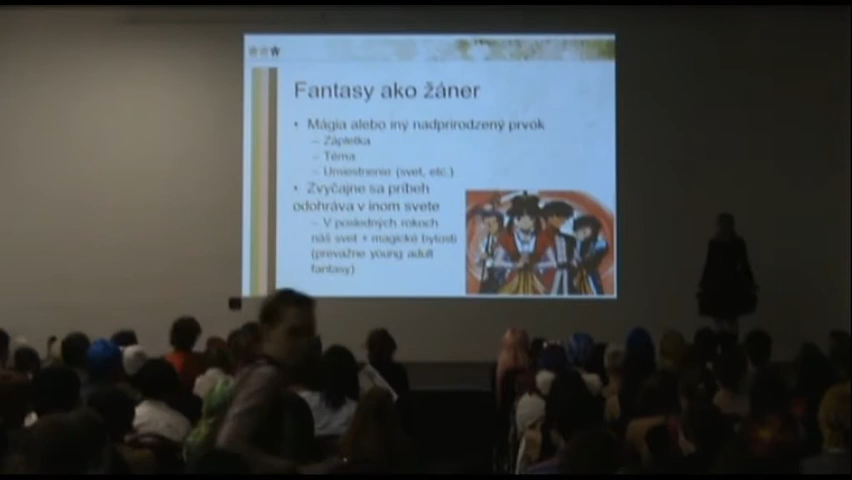 Fantasy ako žáner
• Mágia alebo iný nadprirodzený prvok
– Zápletka
– Téma
– Umiestnenie (svet, etc.)
• Zvyčajne sa príbeh
odohráva v inom svete
– V posledných rokoch
náš svet + magické bytosti
(prevažne young adult
fantasy)